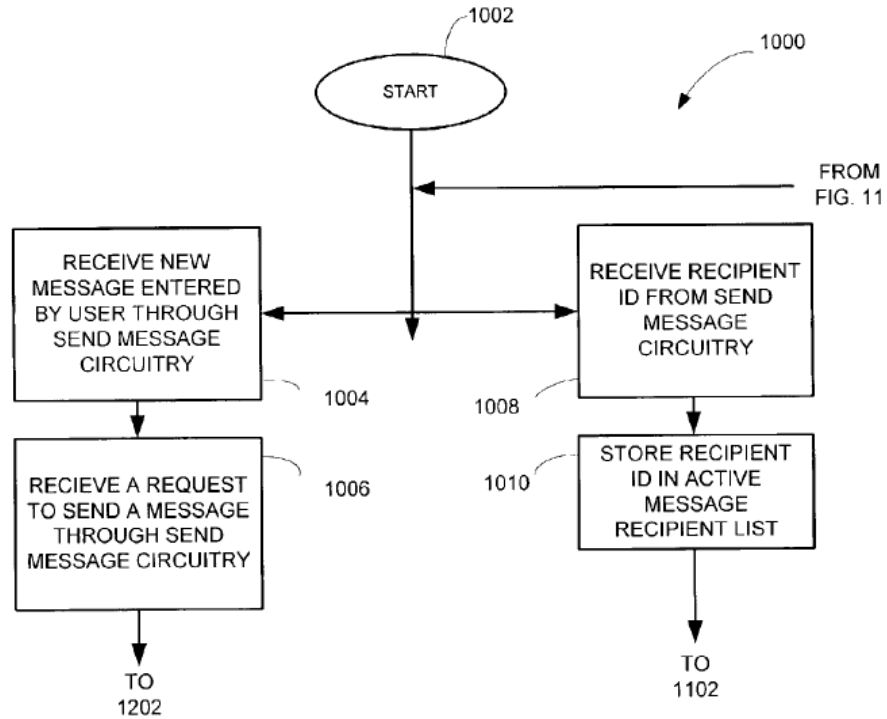 1002
1000
START
FROM
FIG. 11
RECEIVE NEW
MESSAGE ENTERED
BY USER THROUGH
SEND MESSAGE
CIRCUITRY
1004
RECIEVE A REQUEST
TO SEND A MESSAGE
THROUGH SEND
MESSAGE CIRCUITRY
1006
TO
1202
RECEIVE RECIPIENT
ID FROM SEND
MESSAGE
CIRCUITRY
1008
STORE RECIPIENT
ID IN ACTIVE
MESSAGE
RECIPIENT LIST
1010
TO
1102